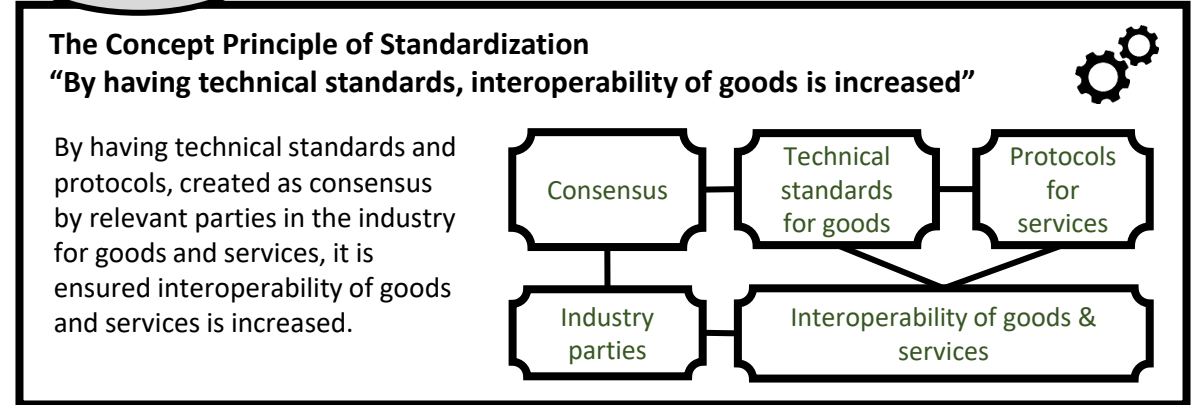 The Concept Principle of Standardization
“By having technical standards, interoperability of goods is increased”
By having technical standards and
protocols, created as consensus
by relevant parties in the industry
for goods and services, it is
ensured interoperability of goods
and services is increased.
Consensus
Technical
standards
for goods
Protocols
for
services
Industry
parties
Interoperability of goods &
services